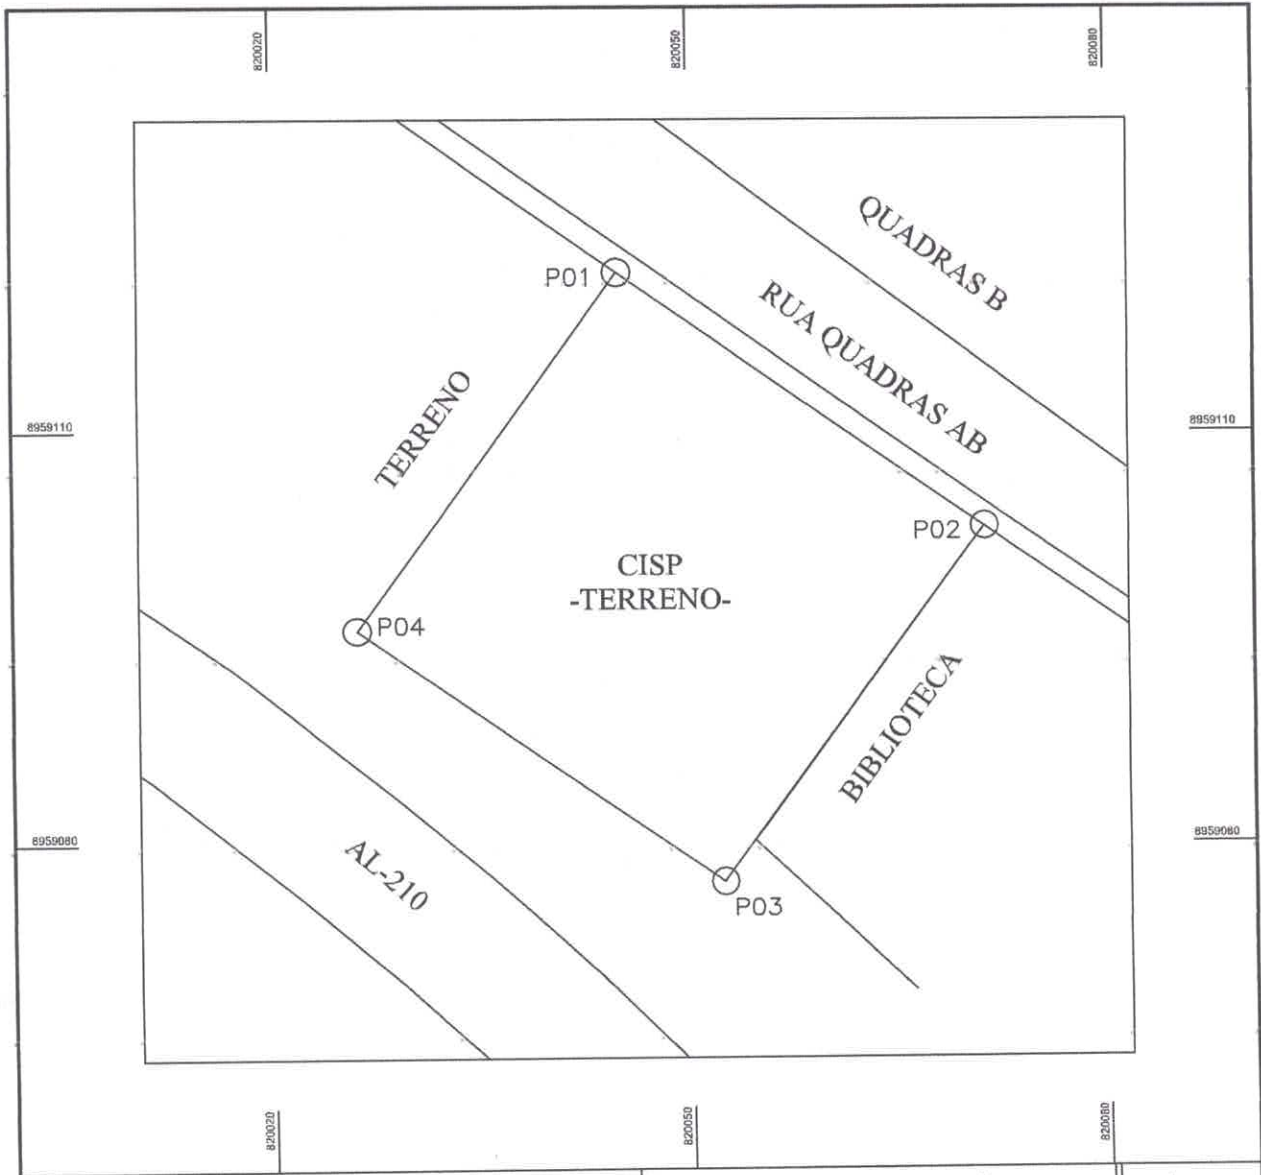 820020
820050
820080
QUADRAS B
P01
RUA QUADRAS AB
TERRENO
8959110
8959110
P02
CISP
-TERRENO-
P04
BIBLIOTECA
8959080
8959080
AL-210
P03
820020
820050
820080